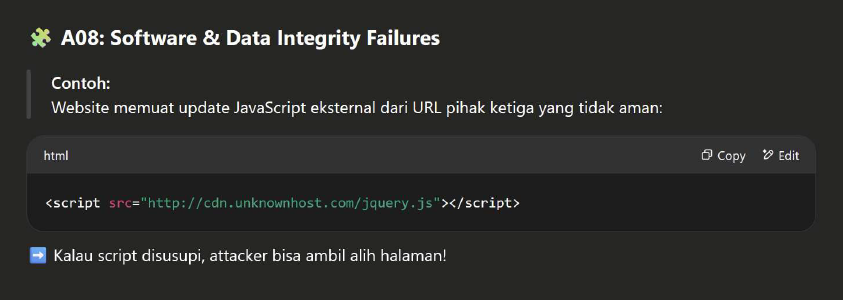 🧩 A08: Software & Data Integrity Failures
Contoh:
Website memuat update JavaScript eksternal dari URL pihak ketiga yang tidak aman:
html
Copy
Edit
<script src="http://cdn.unknownhost.com/jquery.js"></script>
➡️ Kalau script disusupi, attacker bisa ambil alih halaman!